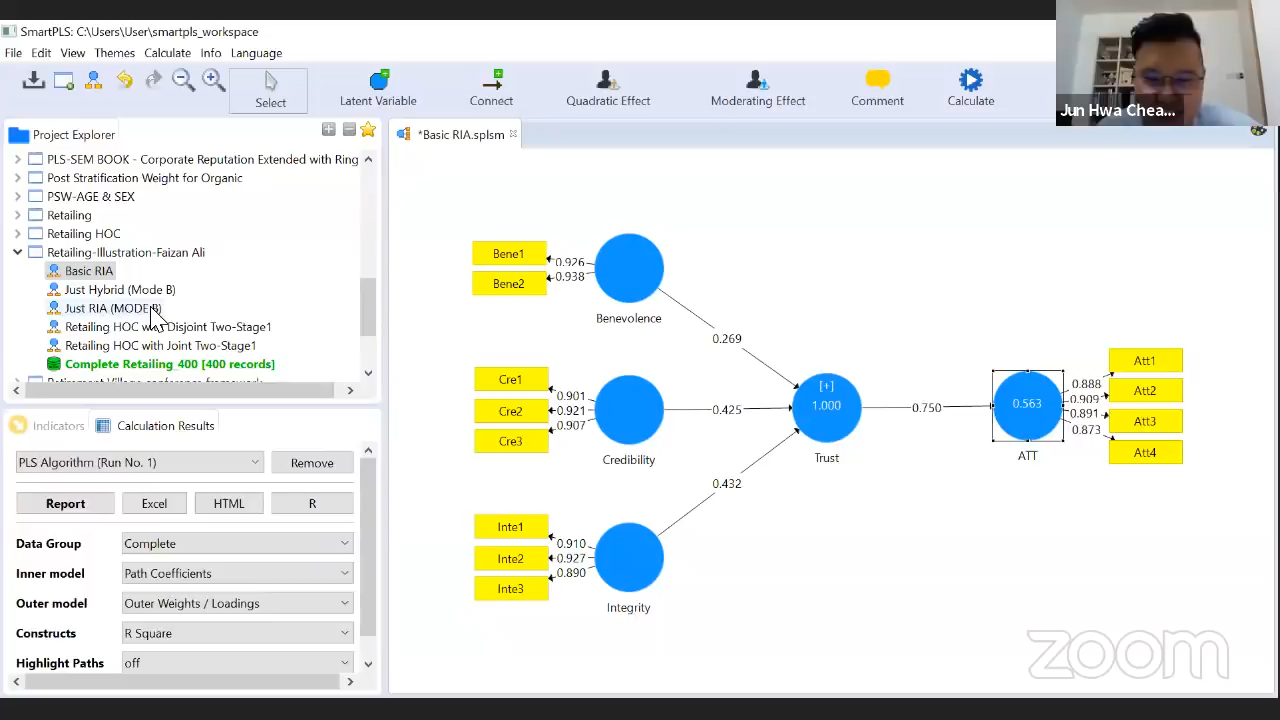 SmartPLS: C:\Users\User\smartpls_workspace
File Edit View Themes Calculate Info Language
Select
Latent Variable
Connect
Quadratic Effect
Moderating Effect
Comment
Calculate
Jun Hwa Chea...
Project Explorer
PLS-SEM BOOK - Corporate Reputation Extended with Ring
Post Stratification Weight for Organic
PSW-AGE & SEX
Retailing
Retailing HOC
Retailing-Illustration-Faizan Ali
Basic RIA
Just Hybrid (Mode B)
Just RIA (MODE B)
Retailing HOC with Disjoint Two-Stage1
Retailing HOC with Joint Two-Stage1
Complete Retailing_400 [400 records]
Indicators
Calculation Results
PLS Algorithm (Run No. 1)
Remove
Report
Excel
HTML
R
Data Group
Complete
Inner model
Path Coefficients
Outer model
Outer Weights / Loadings
Constructs
R Square
Highlight Paths
off
*Basic RIA.splsm
Bene1
0.926
Bene2
0.938
Benevolence
0.269
Cre1
0.901
Cre2
0.921
Cre3
0.907
Credibility
0.425
Inte1
0.910
Inte2
0.927
Inte3
0.890
Integrity
0.432
[+]
1.000
Trust
0.750
0.563
ATT
0.888
Att1
0.909
Att2
0.891
Att3
0.873
Att4
zoom